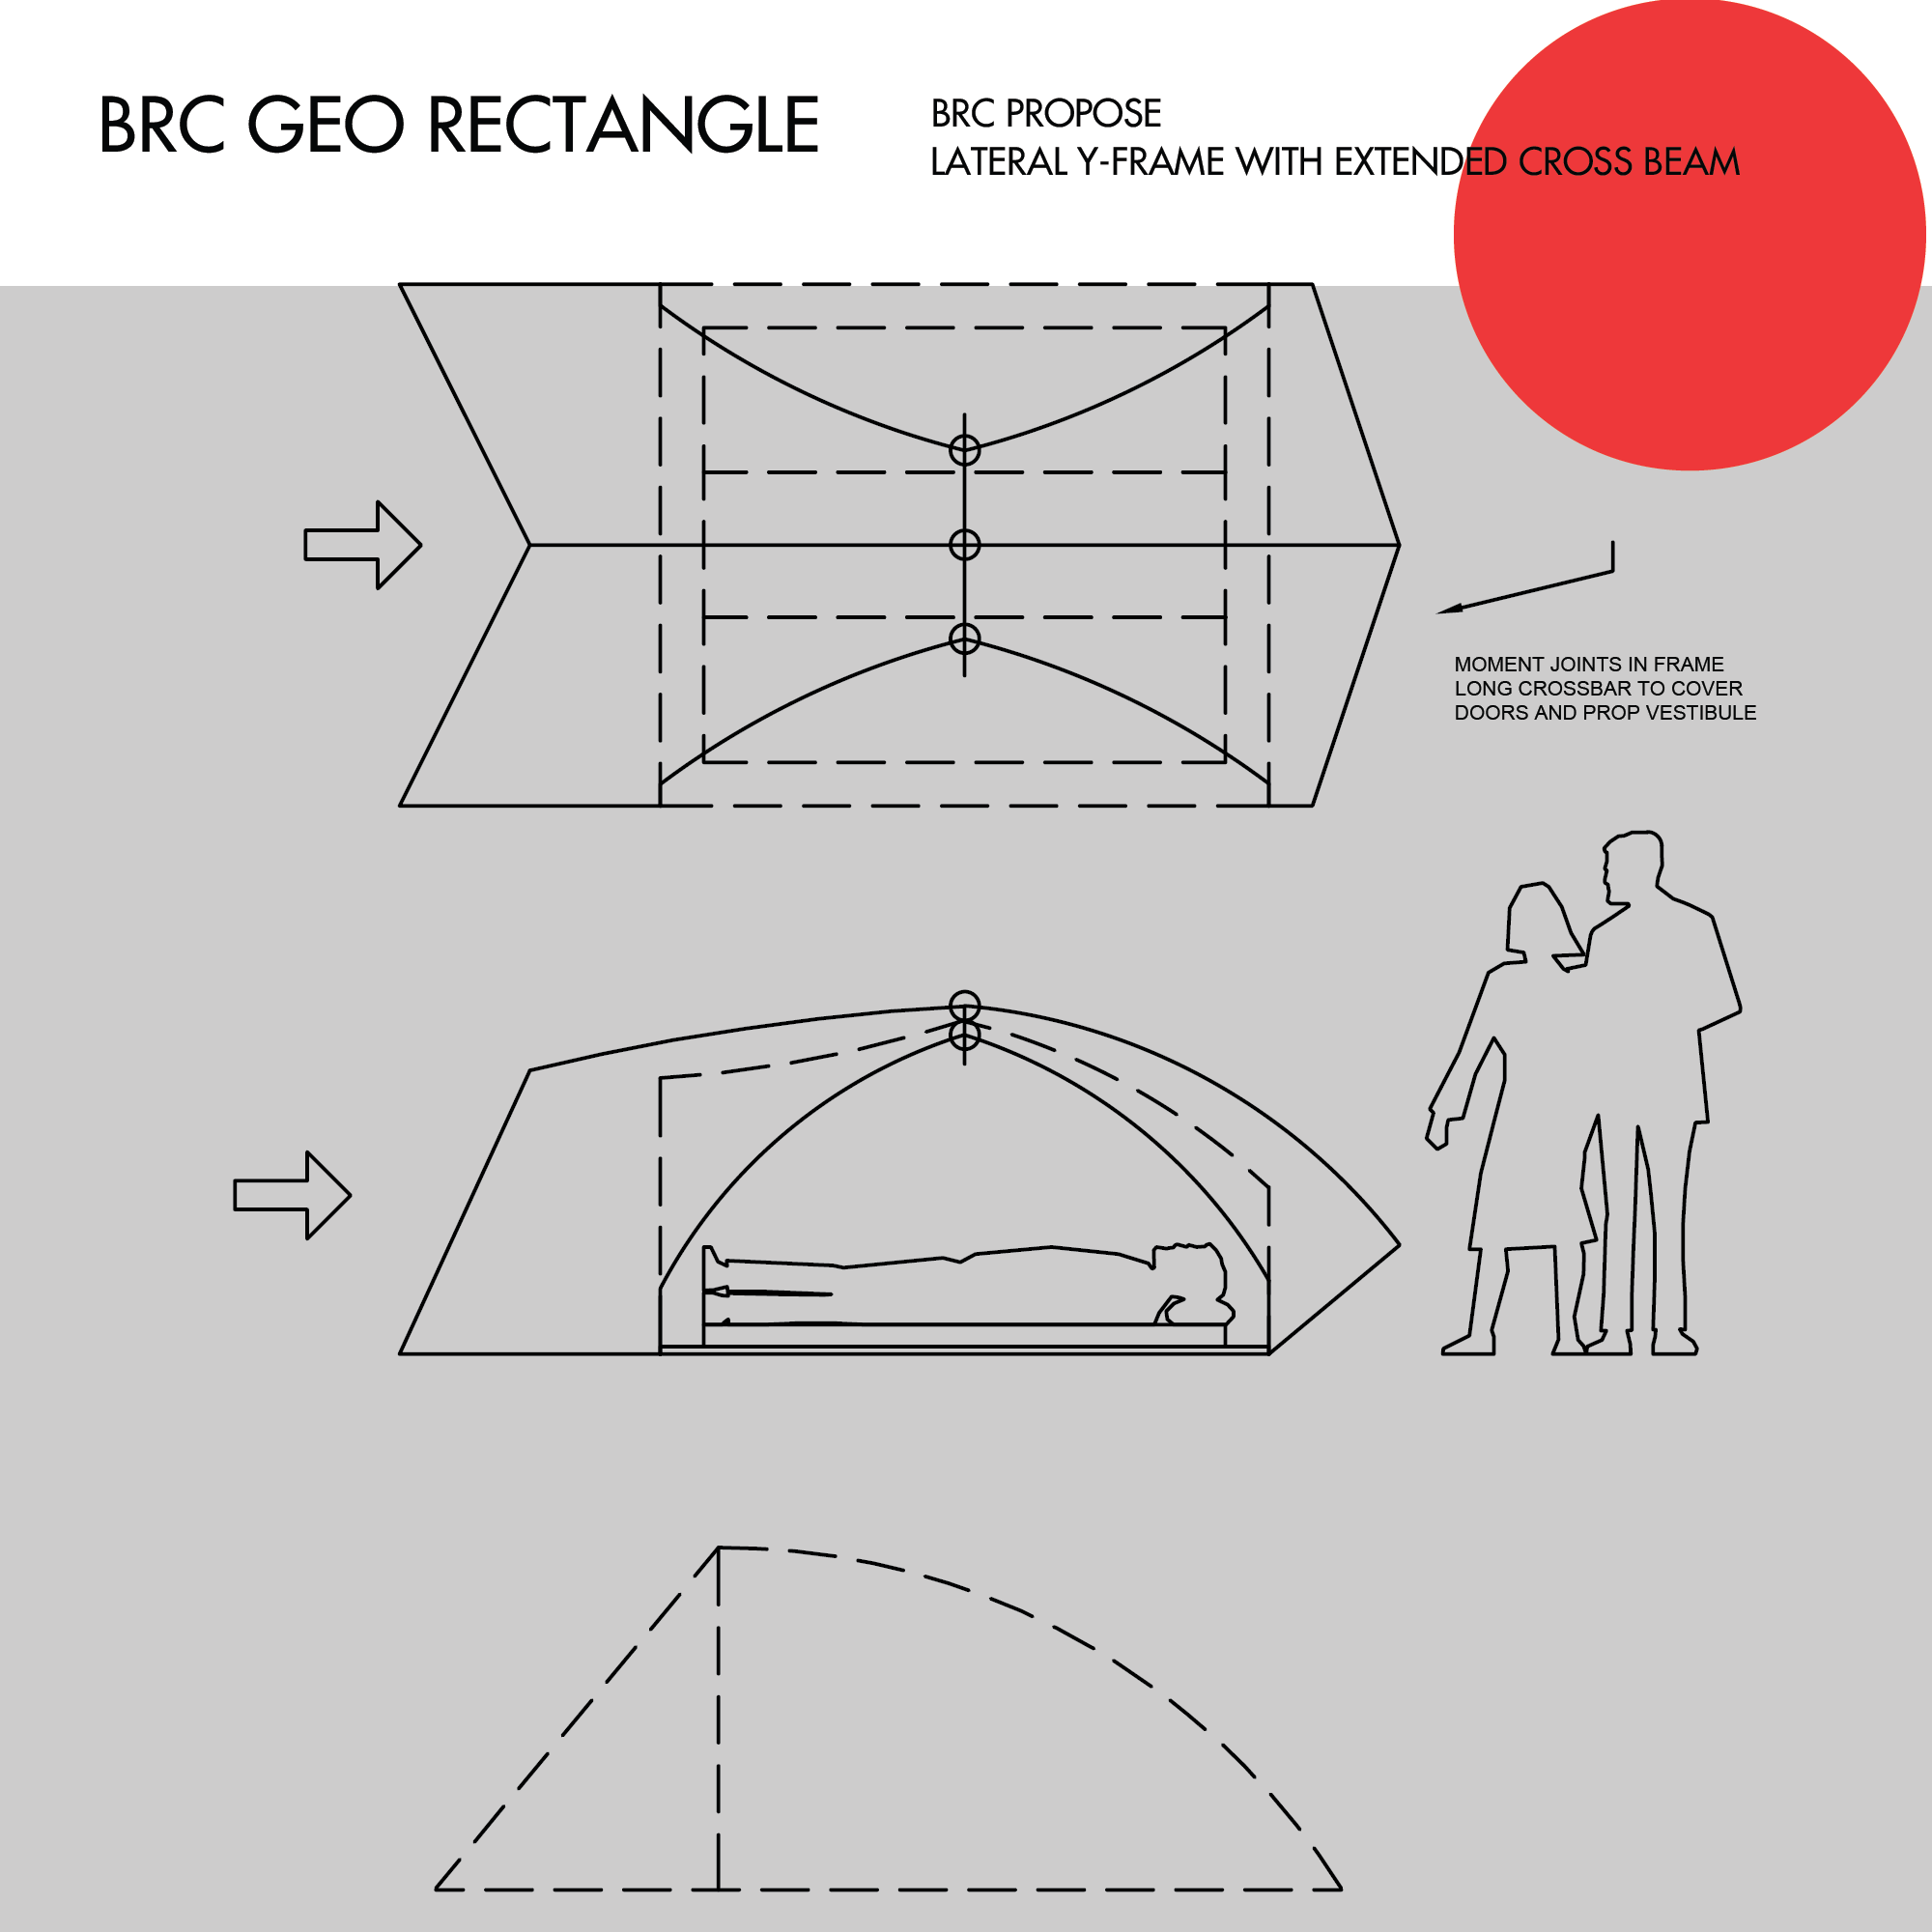 BRC GEO RECTANGLE
BRC PROPOSE
LATERAL Y-FRAME WITH EXTENDED CROSS BEAM
MOMENT JOINTS IN FRAME
LONG CROSSBAR TO COVER
DOORS AND PROP VESTIBULE